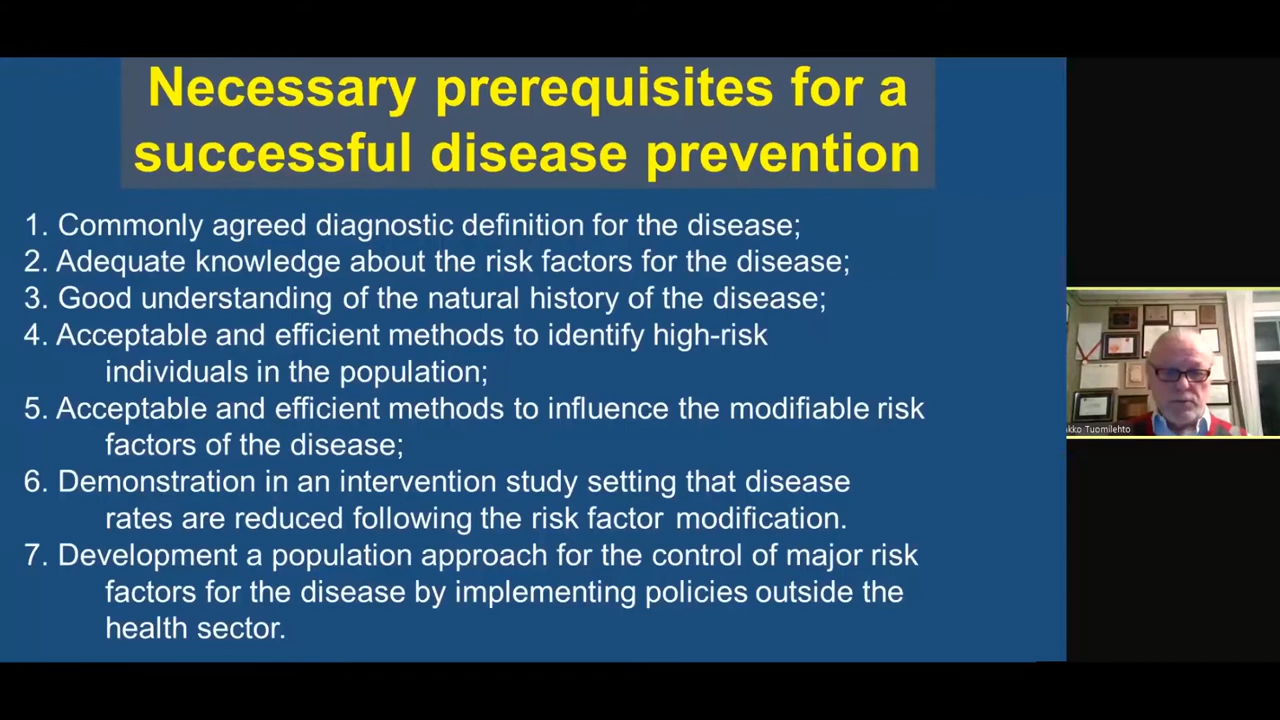 Necessary prerequisites for a
successful disease prevention
1. Commonly agreed diagnostic definition for the disease;
2. Adequate knowledge about the risk factors for the disease;
3. Good understanding of the natural history of the disease;
4. Acceptable and efficient methods to identify high-risk
individuals in the population;
5. Acceptable and efficient methods to influence the modifiable risk
factors of the disease;
6. Demonstration in an intervention study setting that disease
rates are reduced following the risk factor modification.
7. Development a population approach for the control of major risk
factors for the disease by implementing policies outside the
health sector.
kko Tuomilehto